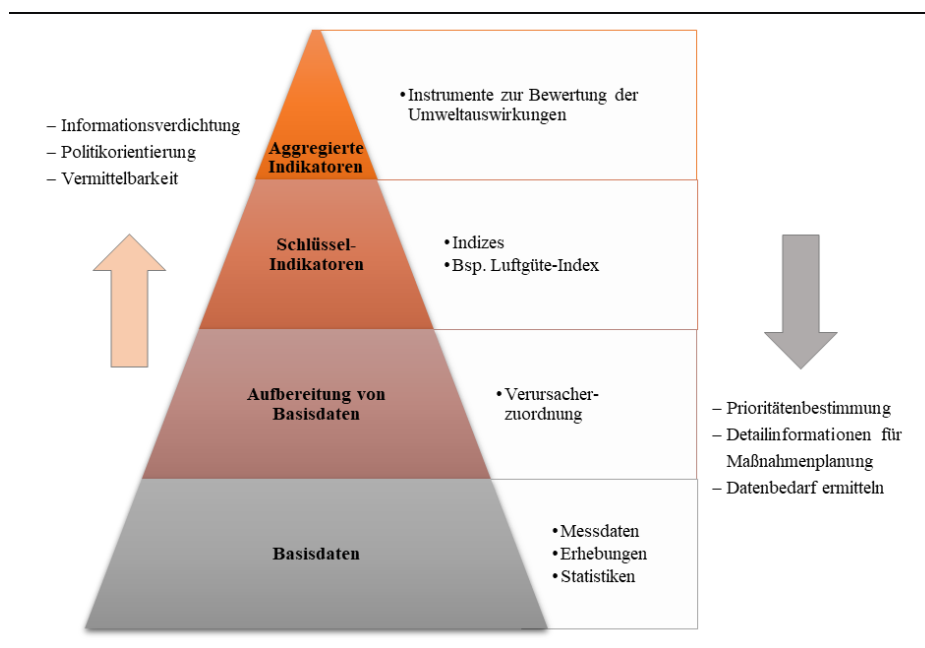 – Informationsverdichtung
– Politikorientierung
– Vermittelbarkeit
Aggregierte
Indikatoren
• Instrumente zur Bewertung der
Umweltauswirkungen
Schlüssel-
Indikatoren
• Indizes
• Bsp. Luftgüte-Index
Aufbereitung von
Basisdaten
• Verursacher-
zuordnung
Basisdaten
• Messdaten
• Erhebungen
• Statistiken
– Prioritätenbestimmung
– Detailinformationen für
Maßnahmenplanung
– Datenbedarf ermitteln